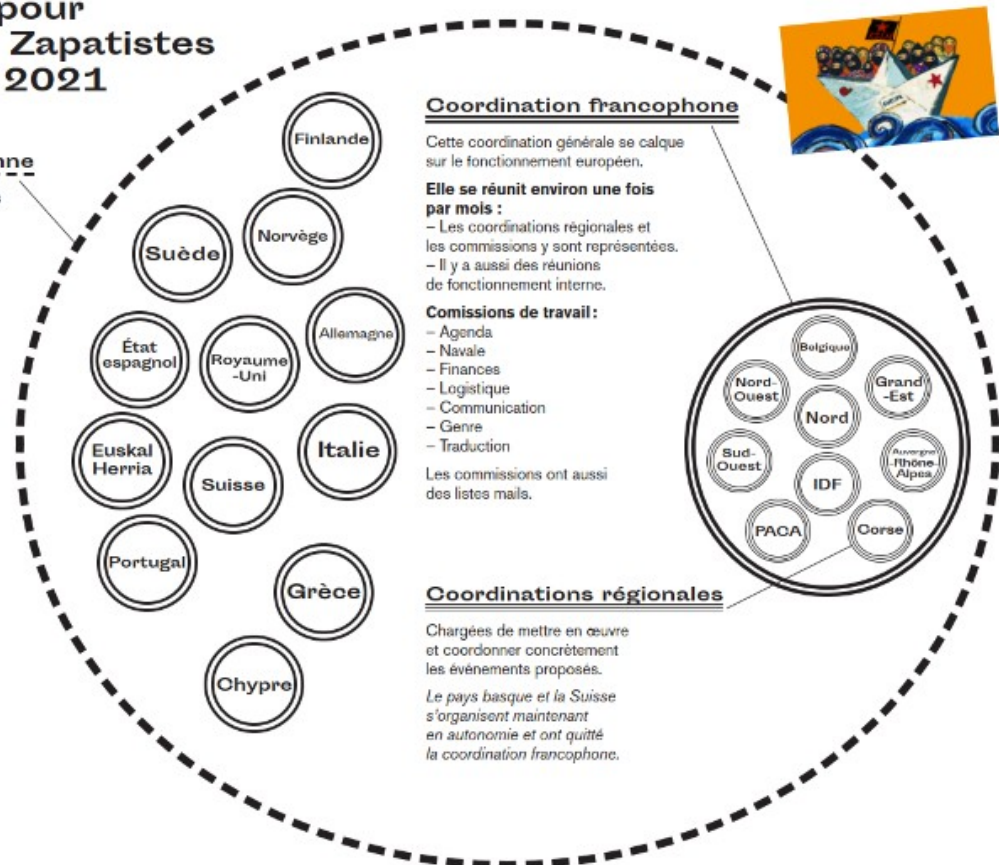 pour
Zapatistes
2021
nne
s
Finlande
Norvège
Suède
Allemagne
État
espagnol
Royaume
-Uni
Euskal
Herria
Suisse
Italie
Portugal
Grèce
Chypre
Coordination francophone
Cette coordination générale se calque
sur le fonctionnement européen.
Elle se réunit environ une fois
par mois :
– Les coordinations régionales et
les commissions y sont représentées.
– Il y a aussi des réunions
de fonctionnement interne.
Comissions de travail :
– Agenda
– Navale
– Finances
– Logistique
– Communication
– Genre
– Traduction
Les commissions ont aussi
des listes mails.
Belgique
Nord-
Ouest
Grand
-Est
Nord
Sud-
Ouest
Auvergne
-Rhône-
Alpes
IDF
PACA
Corse
Coordinations régionales
Chargées de mettre en œuvre
et coordonner concrètement
les événements proposés.
Le pays basque et la Suisse
s'organisent maintenant
en autonomie et ont quitté
la coordination francophone.